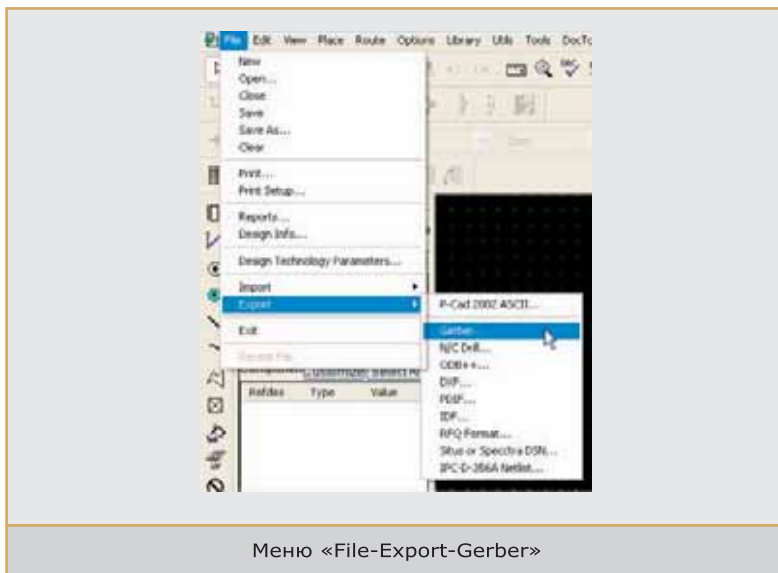 File Edit View Place Route Options Library Utils Tools DocTo
New
Open...
Close
Save
Save As...
Clear
Print...
Print Setup...
Reports...
Design Info...
Design Technology Parameters...
Import
Export
Exit
P-Cad 2002 ASCII...
Gerber...
N/C Drill...
ODB++...
DXF...
PDIF...
IDF...
RFQ Format...
Situs or Specctra DSN...
IPC-D-356A Netlist...
Refdes Type Value
Меню «File-Export-Gerber»